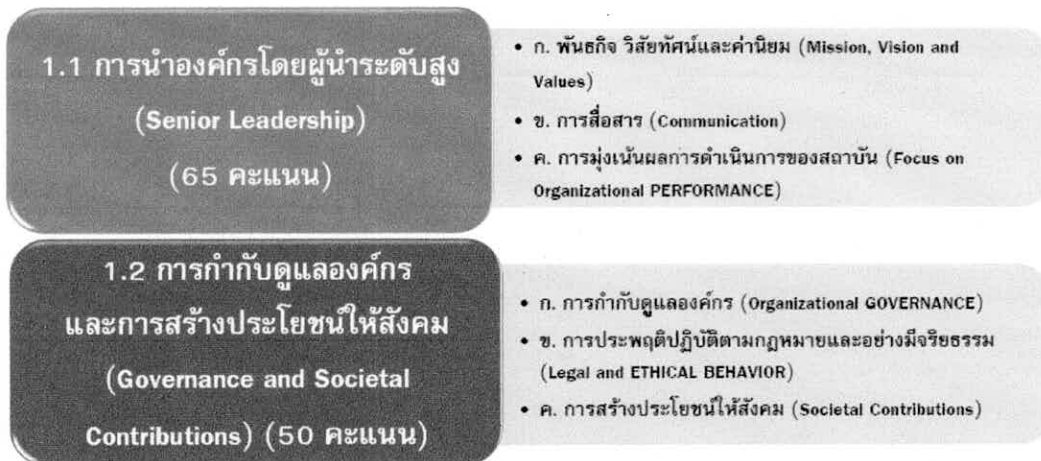 1.1 การนำองค์กรโดยผู้นำระดับสูง
(Senior Leadership)
(65 คะแนน)
• ก. พันธกิจ วิสัยทัศน์และค่านิยม (Mission, Vision and
Values)
• ข. การสื่อสาร (Communication)
• ค. การมุ่งเน้นผลการดำเนินการของสถาบัน (Focus on
Organizational PERFORMANCE)
1.2 การกำกับดูแลองค์กร
และการสร้างประโยชน์ให้สังคม
(Governance and Societal
Contributions) (50 คะแนน)
• ก. การกำกับดูแลองค์กร (Organizational GOVERNANCE)
• ข. การประพฤติปฏิบัติตามกฎหมายและอย่างมีจริยธรรม
(Legal and ETHICAL BEHAVIOR)
• ค. การสร้างประโยชน์ให้สังคม (Societal Contributions)